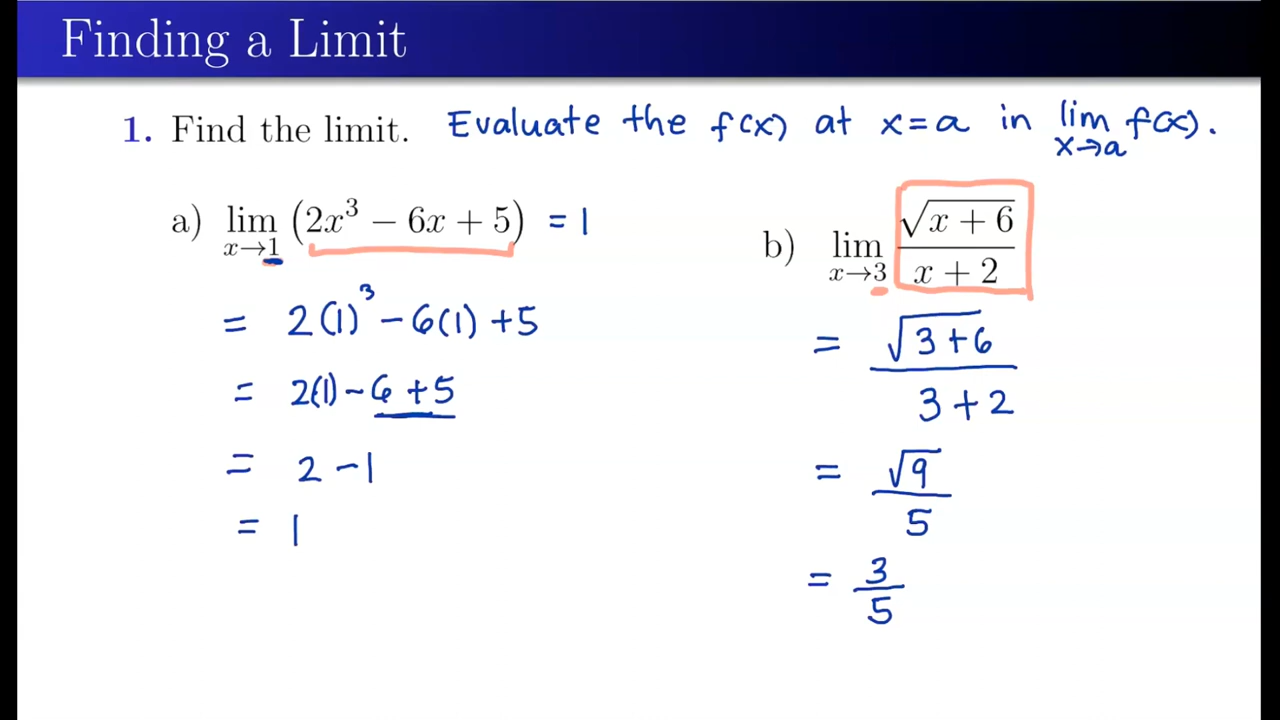 Finding a Limit
1. Find the limit. Evaluate the f(x) at x=a in lim x→a f(x).
a) lim x→1 (2x³ − 6x + 5) = 1
= 2(1)³ − 6(1) + 5
= 2(1) − 6 + 5
= 2 − 1
= 1
b) lim x→3 √(x + 6) / (x + 2)
= √(3+6) / (3+2)
= √9 / 5
= 3/5